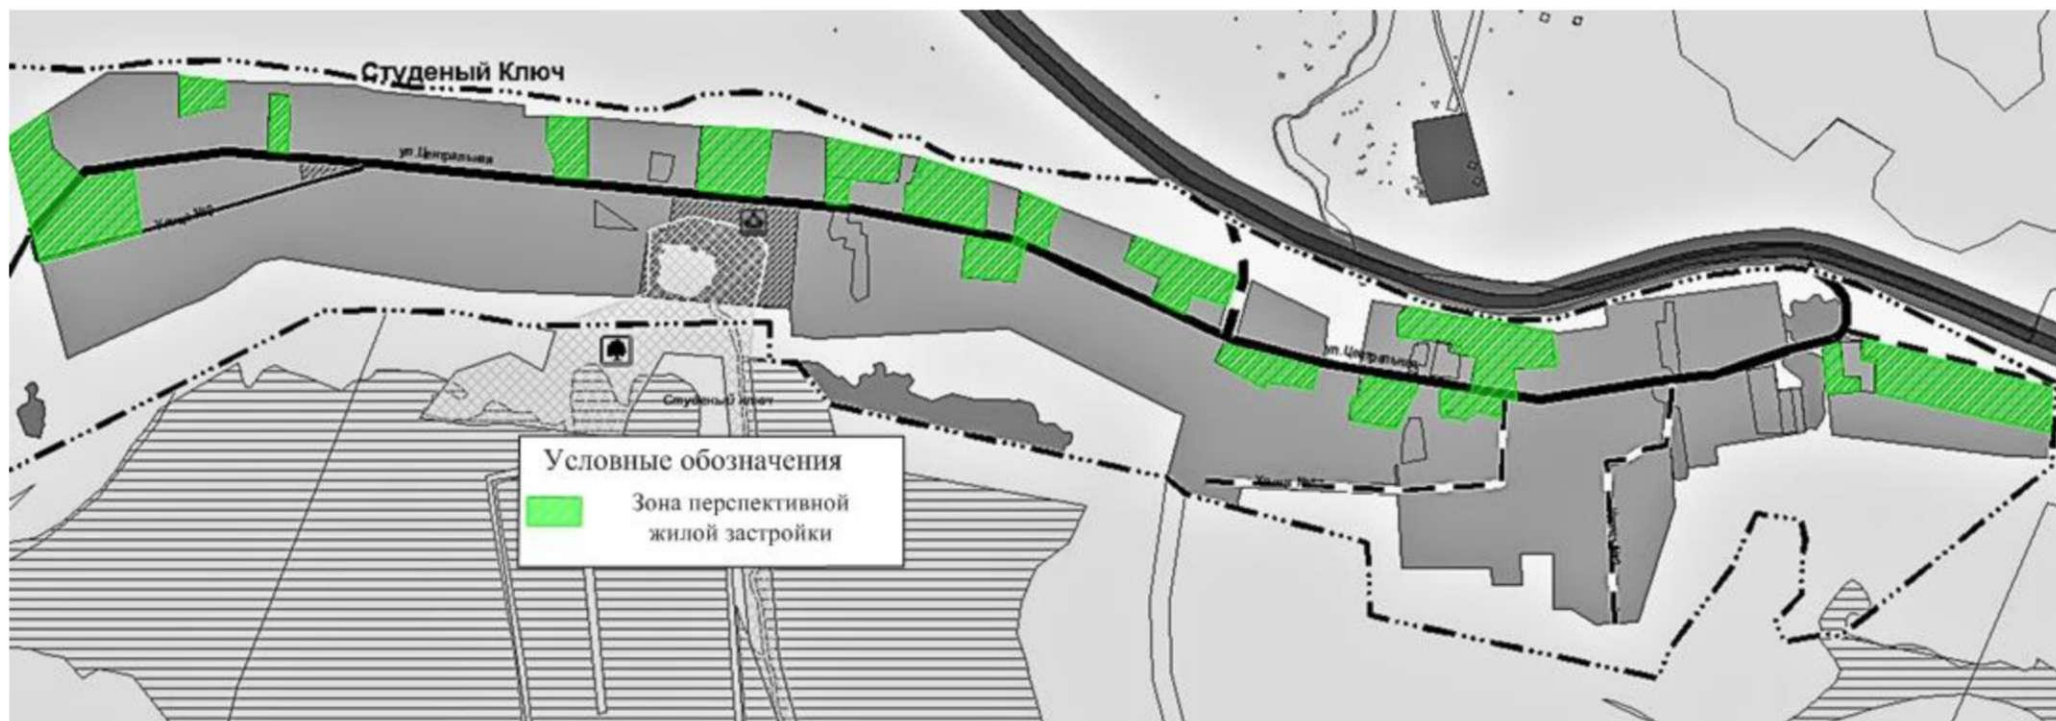 Студеный Ключ
ул.Центральная
ул.Центральная
Студеный ключ
Условные обозначения
Зона перспективной
жилой застройки